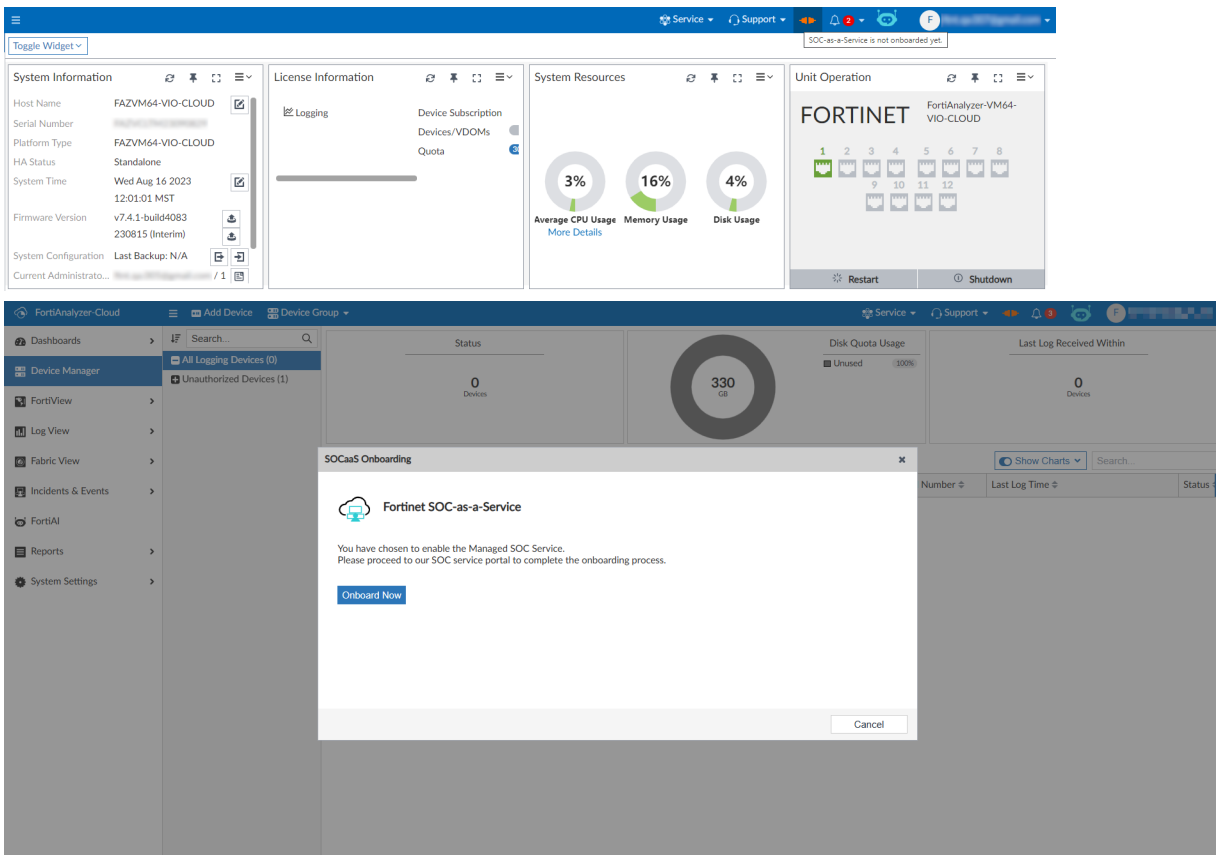 Service Support 2 F
Toggle Widget SOC-as-a-Service is not onboarded yet.
System Information
Host Name FAZVM64-VIO-CLOUD
Serial Number
Platform Type FAZVM64-VIO-CLOUD
HA Status Standalone
System Time Wed Aug 16 2023
12:01:01 MST
Firmware Version v7.4.1-build4083
230815 (Interim)
System Configuration Last Backup: N/A
Current Administrato... / 1
License Information
Logging
Device Subscription
Devices/VDOMs
Quota
System Resources
3% 16% 4%
Average CPU Usage Memory Usage Disk Usage
More Details
Unit Operation
FORTINET FortiAnalyzer-VM64-
VIO-CLOUD
1 2 3 4 5 6 7 8
9 10 11 12
Restart Shutdown
FortiAnalyzer-Cloud Add Device Device Group Service Support 3 F
Dashboards
Device Manager
FortiView
Log View
Fabric View
Incidents & Events
FortiAI
Reports
System Settings
Search...
All Logging Devices (0)
Unauthorized Devices (1)
Status
0
Devices
330
GB
Disk Quota Usage
Unused 100%
Last Log Received Within
0
Devices
Show Charts Search...
Number Last Log Time Status
SOCaaS Onboarding
Fortinet SOC-as-a-Service
You have chosen to enable the Managed SOC Service.
Please proceed to our SOC service portal to complete the onboarding process.
Onboard Now
Cancel